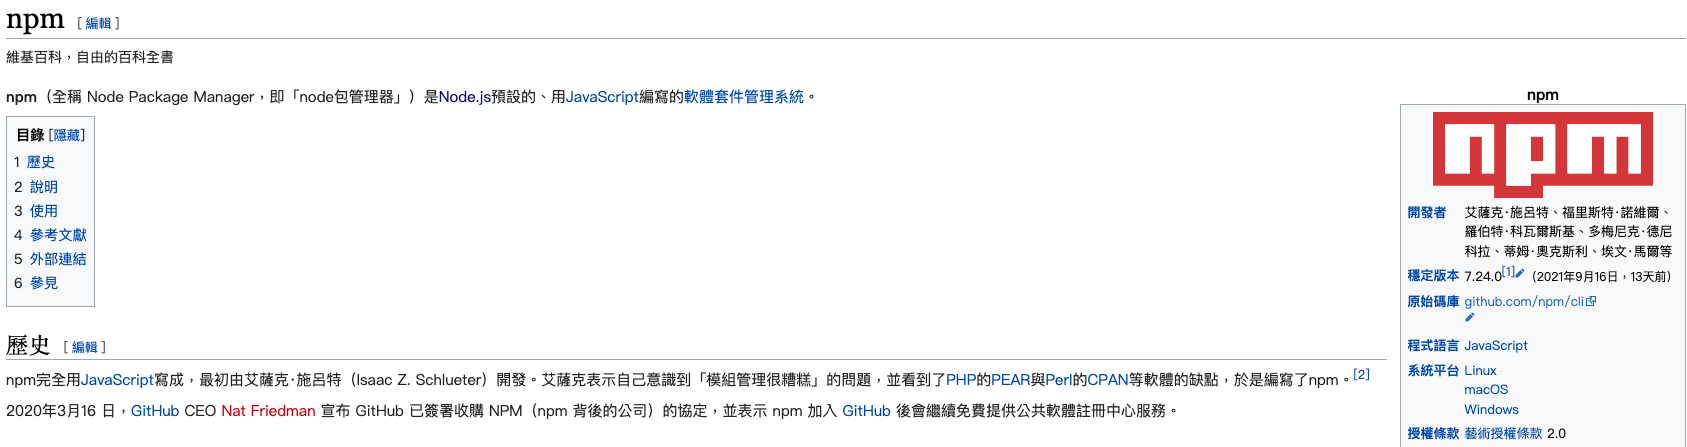 npm [ 編輯 ]
維基百科，自由的百科全書
npm（全稱 Node Package Manager，即「node包管理器」）是Node.js預設的、用JavaScript編寫的軟體套件管理系統。
目錄 [隱藏]
1 歷史
2 說明
3 使用
4 參考文獻
5 外部連結
6 參見
歷史 [ 編輯 ]
npm完全用JavaScript寫成，最初由艾薩克·施呂特（Isaac Z. Schlueter）開發。艾薩克表示自己意識到「模組管理很糟糕」的問題，並看到了PHP的PEAR與Perl的CPAN等軟體的缺點，於是編寫了npm。[2]
2020年3月16 日，GitHub CEO Nat Friedman 宣布 GitHub 已簽署收購 NPM（npm 背後的公司）的協定，並表示 npm 加入 GitHub 後會繼續免費提供公共軟體註冊中心服務。
npm
npm
開發者 艾薩克·施呂特、福里斯特·諾維爾、
羅伯特·科瓦爾斯基、多梅尼克·德尼
科拉、蒂姆·奧克斯利、埃文·馬爾等
穩定版本 7.24.0[1]（2021年9月16日，13天前）
原始碼庫 github.com/npm/cli
程式語言 JavaScript
系統平台 Linux
macOS
Windows
授權條款 藝術授權條款 2.0